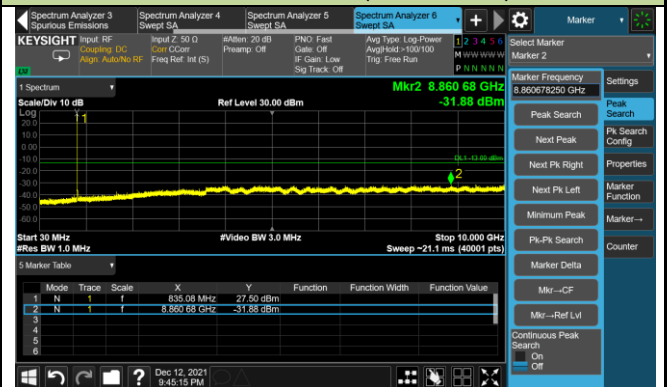 Spectrum Analyzer 3
Spurious Emissions
Spectrum Analyzer 4
Swept SA
Spectrum Analyzer 5
Swept SA
Spectrum Analyzer 6
Swept SA
+
Marker
KEYSIGHT
Input: RF
Coupling: DC
Align: Auto/No RF
Input Z: 50 Ω
Corr CCorr
Freq Ref: Int (S)
#Atten: 20 dB
Preamp: Off
PNO: Fast
Gate: Off
IF Gain: Low
Sig Track: Off
Avg Type: Log-Power
Avg|Hold:>100/100
Trig: Free Run
1 2 3 4 5 6
M W W W W W
P N N N N N
LXI
1 Spectrum
Scale/Div 10 dB
Log
Ref Level 30.00 dBm
Mkr2 8.860 68 GHz
-31.88 dBm
20.0
10.0
0.00
-10.0
-20.0
-30.0
-40.0
-50.0
-60.0
1
DL1 -13.00 dBm
2
Start 30 MHz
#Res BW 1.0 MHz
#Video BW 3.0 MHz
Stop 10.000 GHz
Sweep ~21.1 ms (40001 pts)
5 Marker Table
Mode Trace Scale X Y Function Function Width Function Value
1 N 1 f 835.08 MHz 27.50 dBm
2 N 1 f 8.860 68 GHz -31.88 dBm
3
4
5
6
Dec 12, 2021
9:45:15 PM
Select Marker
Marker 2
Marker Frequency
8.860678250 GHz
Peak Search
Next Peak
Next Pk Right
Next Pk Left
Minimum Peak
Pk-Pk Search
Marker Delta
Mkr→CF
Mkr→Ref Lvl
Continuous Peak
Search
On
Off
Settings
Peak
Search
Pk Search
Config
Properties
Marker
Function
Marker→
Counter